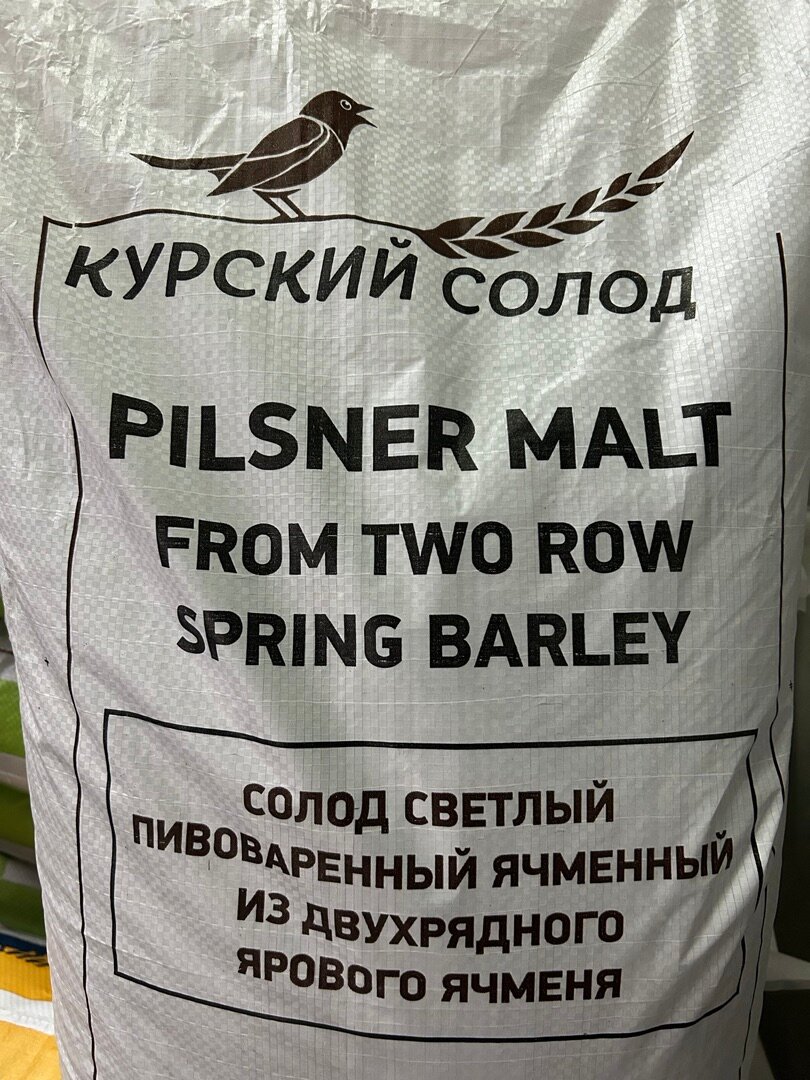 КУРСКИЙ СОЛОД
PILSNER MALT
FROM TWO ROW
SPRING BARLEY
СОЛОД СВЕТЛЫЙ
ПИВОВАРЕННЫЙ ЯЧМЕННЫЙ
ИЗ ДВУХРЯДНОГО
ЯРОВОГО ЯЧМЕНЯ